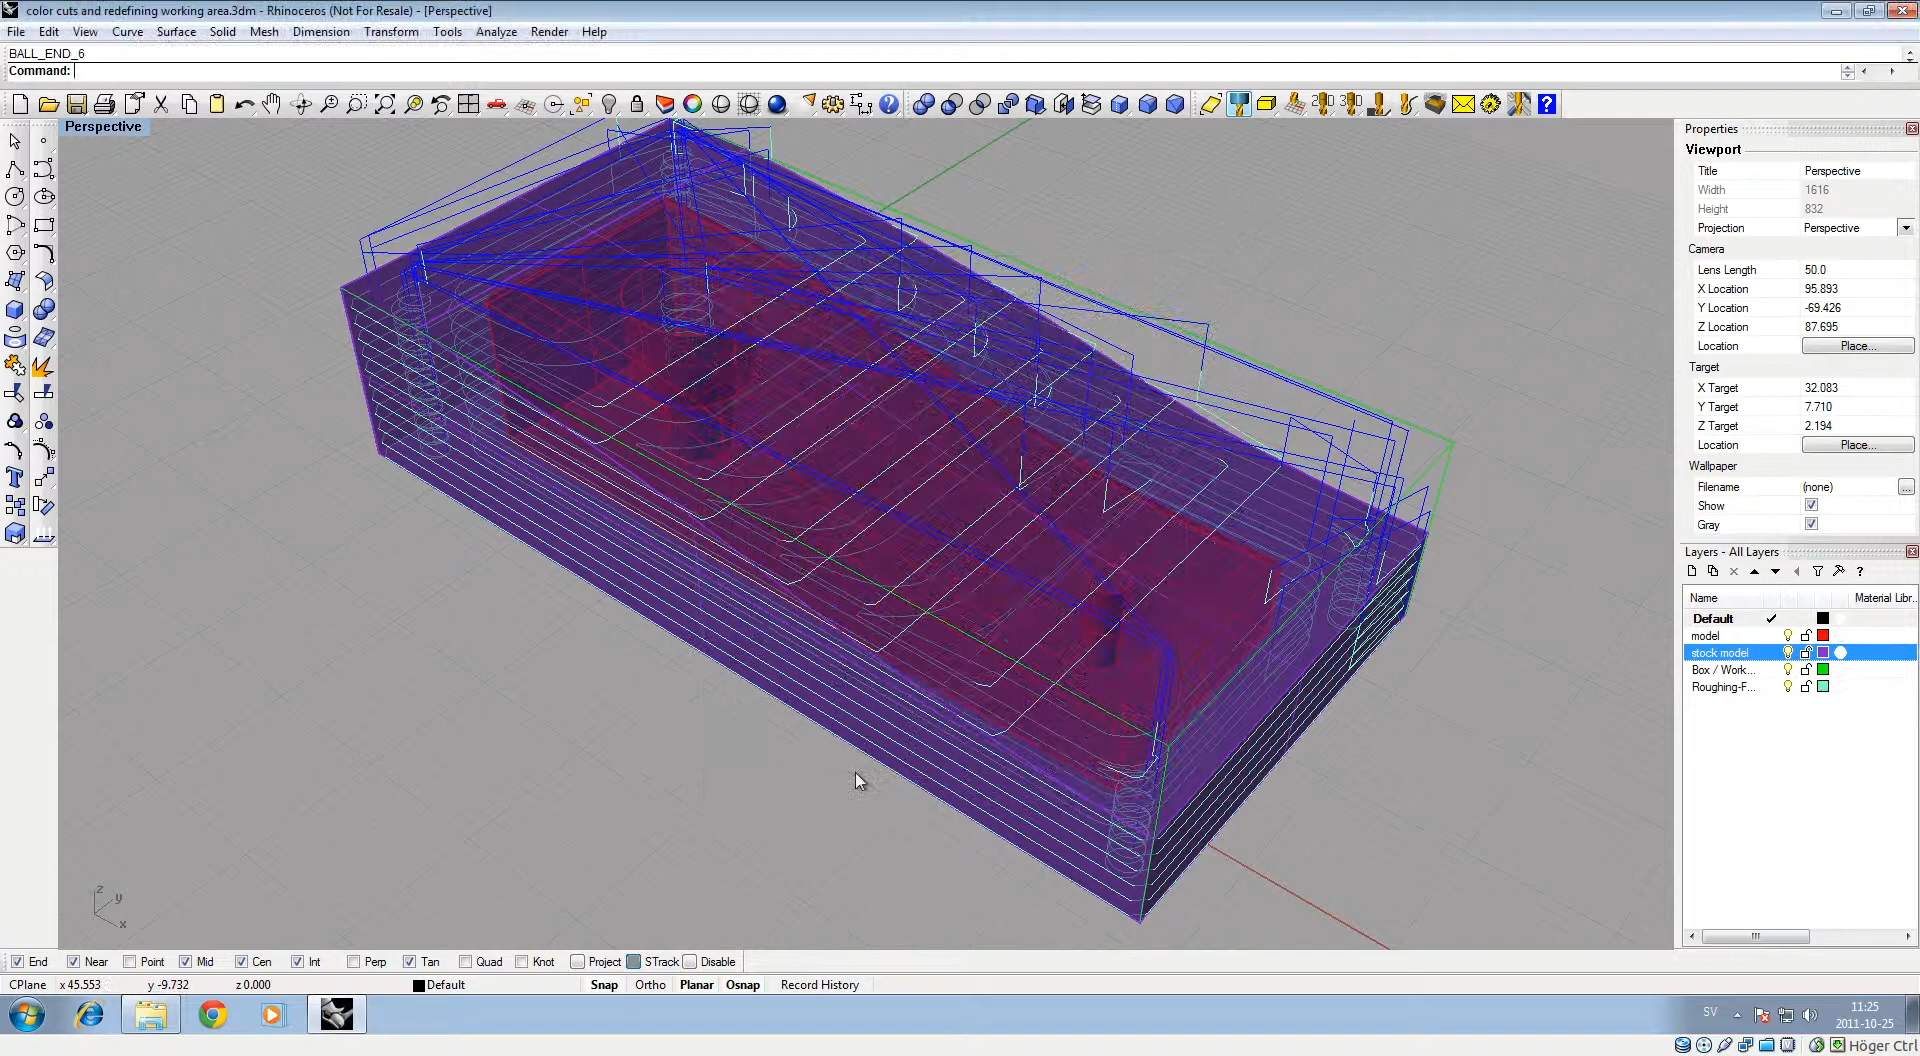 color cuts and redefining working area.3dm - Rhinoceros (Not For Resale) - [Perspective]
File Edit View Curve Surface Solid Mesh Dimension Transform Tools Analyze Render Help
BALL_END_6
Command:
Perspective
Properties
Viewport
Title Perspective
Width 1616
Height 832
Projection Perspective
Camera
Lens Length 50.0
X Location 95.893
Y Location -69.426
Z Location 87.695
Location Place...
Target
X Target 32.083
Y Target 7.710
Z Target 2.194
Location Place...
Wallpaper
Filename (none) ...
Show
Gray
Layers - All Layers
Name Material Libr...
Default
model
stock model
Box / Work...
Roughing-F...
z
y
x
End Near Point Mid Cen Int Perp Tan Quad Knot Project STrack Disable
CPlane x 45.553 y -9.732 z 0.000 Default Snap Ortho Planar Osnap Record History
SV
11:25
2011-10-25
Höger Ctrl